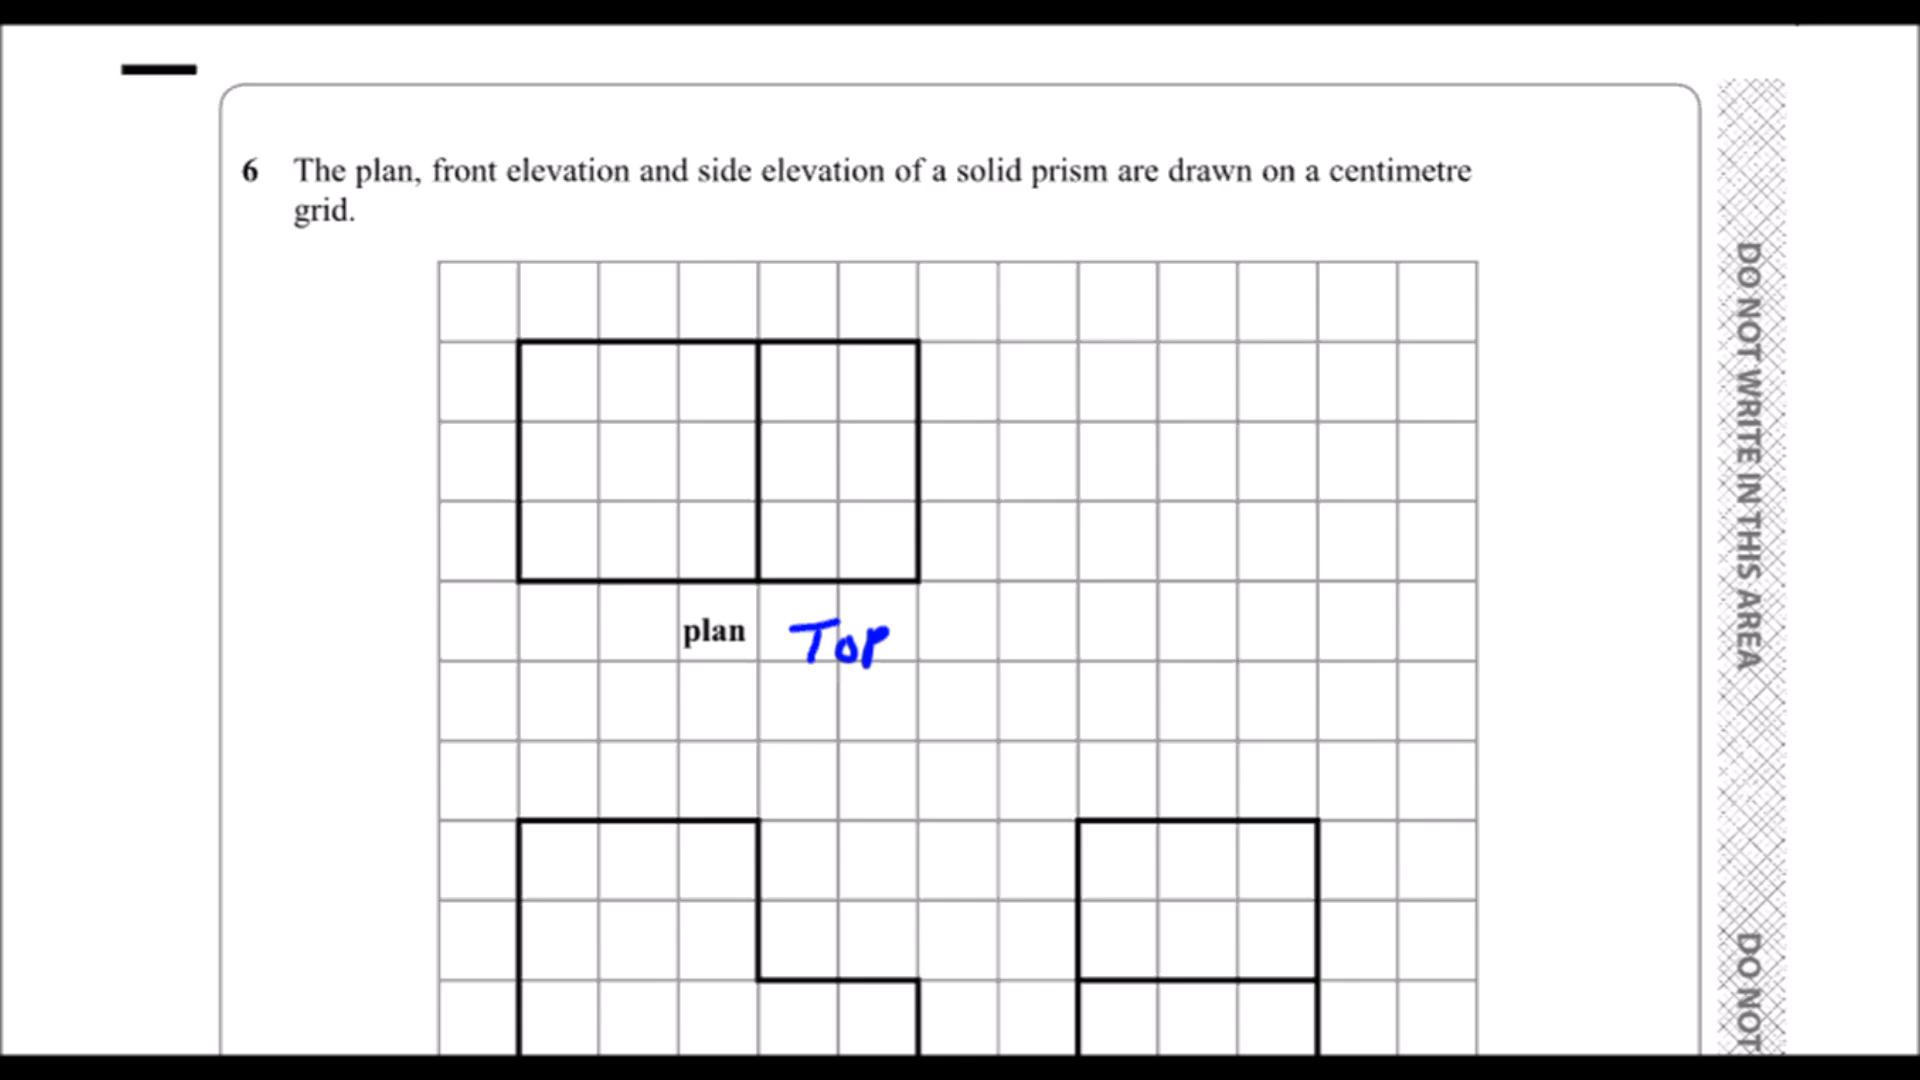 6 The plan, front elevation and side elevation of a solid prism are drawn on a centimetre
grid.
plan Top
DO NOT WRITE IN THIS AREA
DO NOT